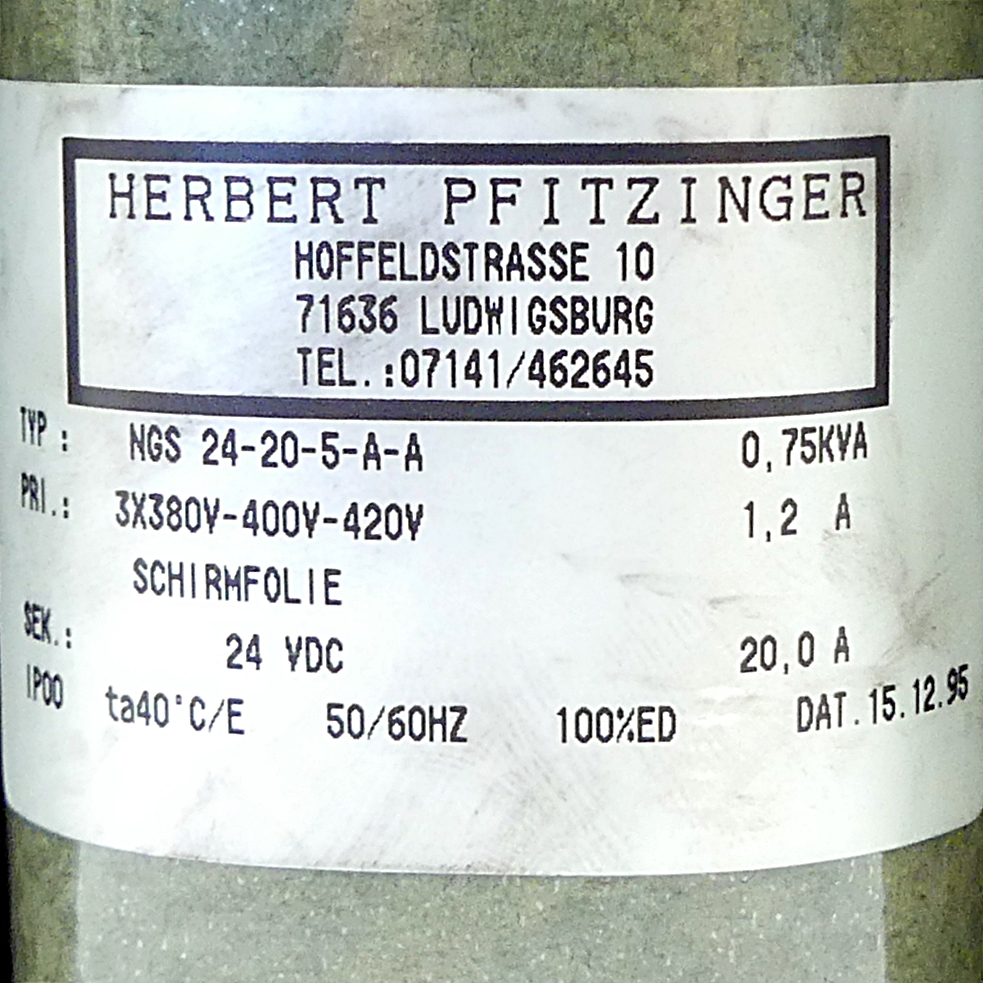 HERBERT PFITZINGER
HOFFELDSTRASSE 10
71636 LUDWIGSBURG
TEL.:07141/462645
TYP : NGS 24-20-5-A-A 0,75KVA
PRI.: 3X380V-400V-420V 1,2 A
SCHIRMFOLIE
SEK.: 24 VDC 20,0 A
IP00 ta40°C/E 50/60HZ 100%ED DAT.15.12.95